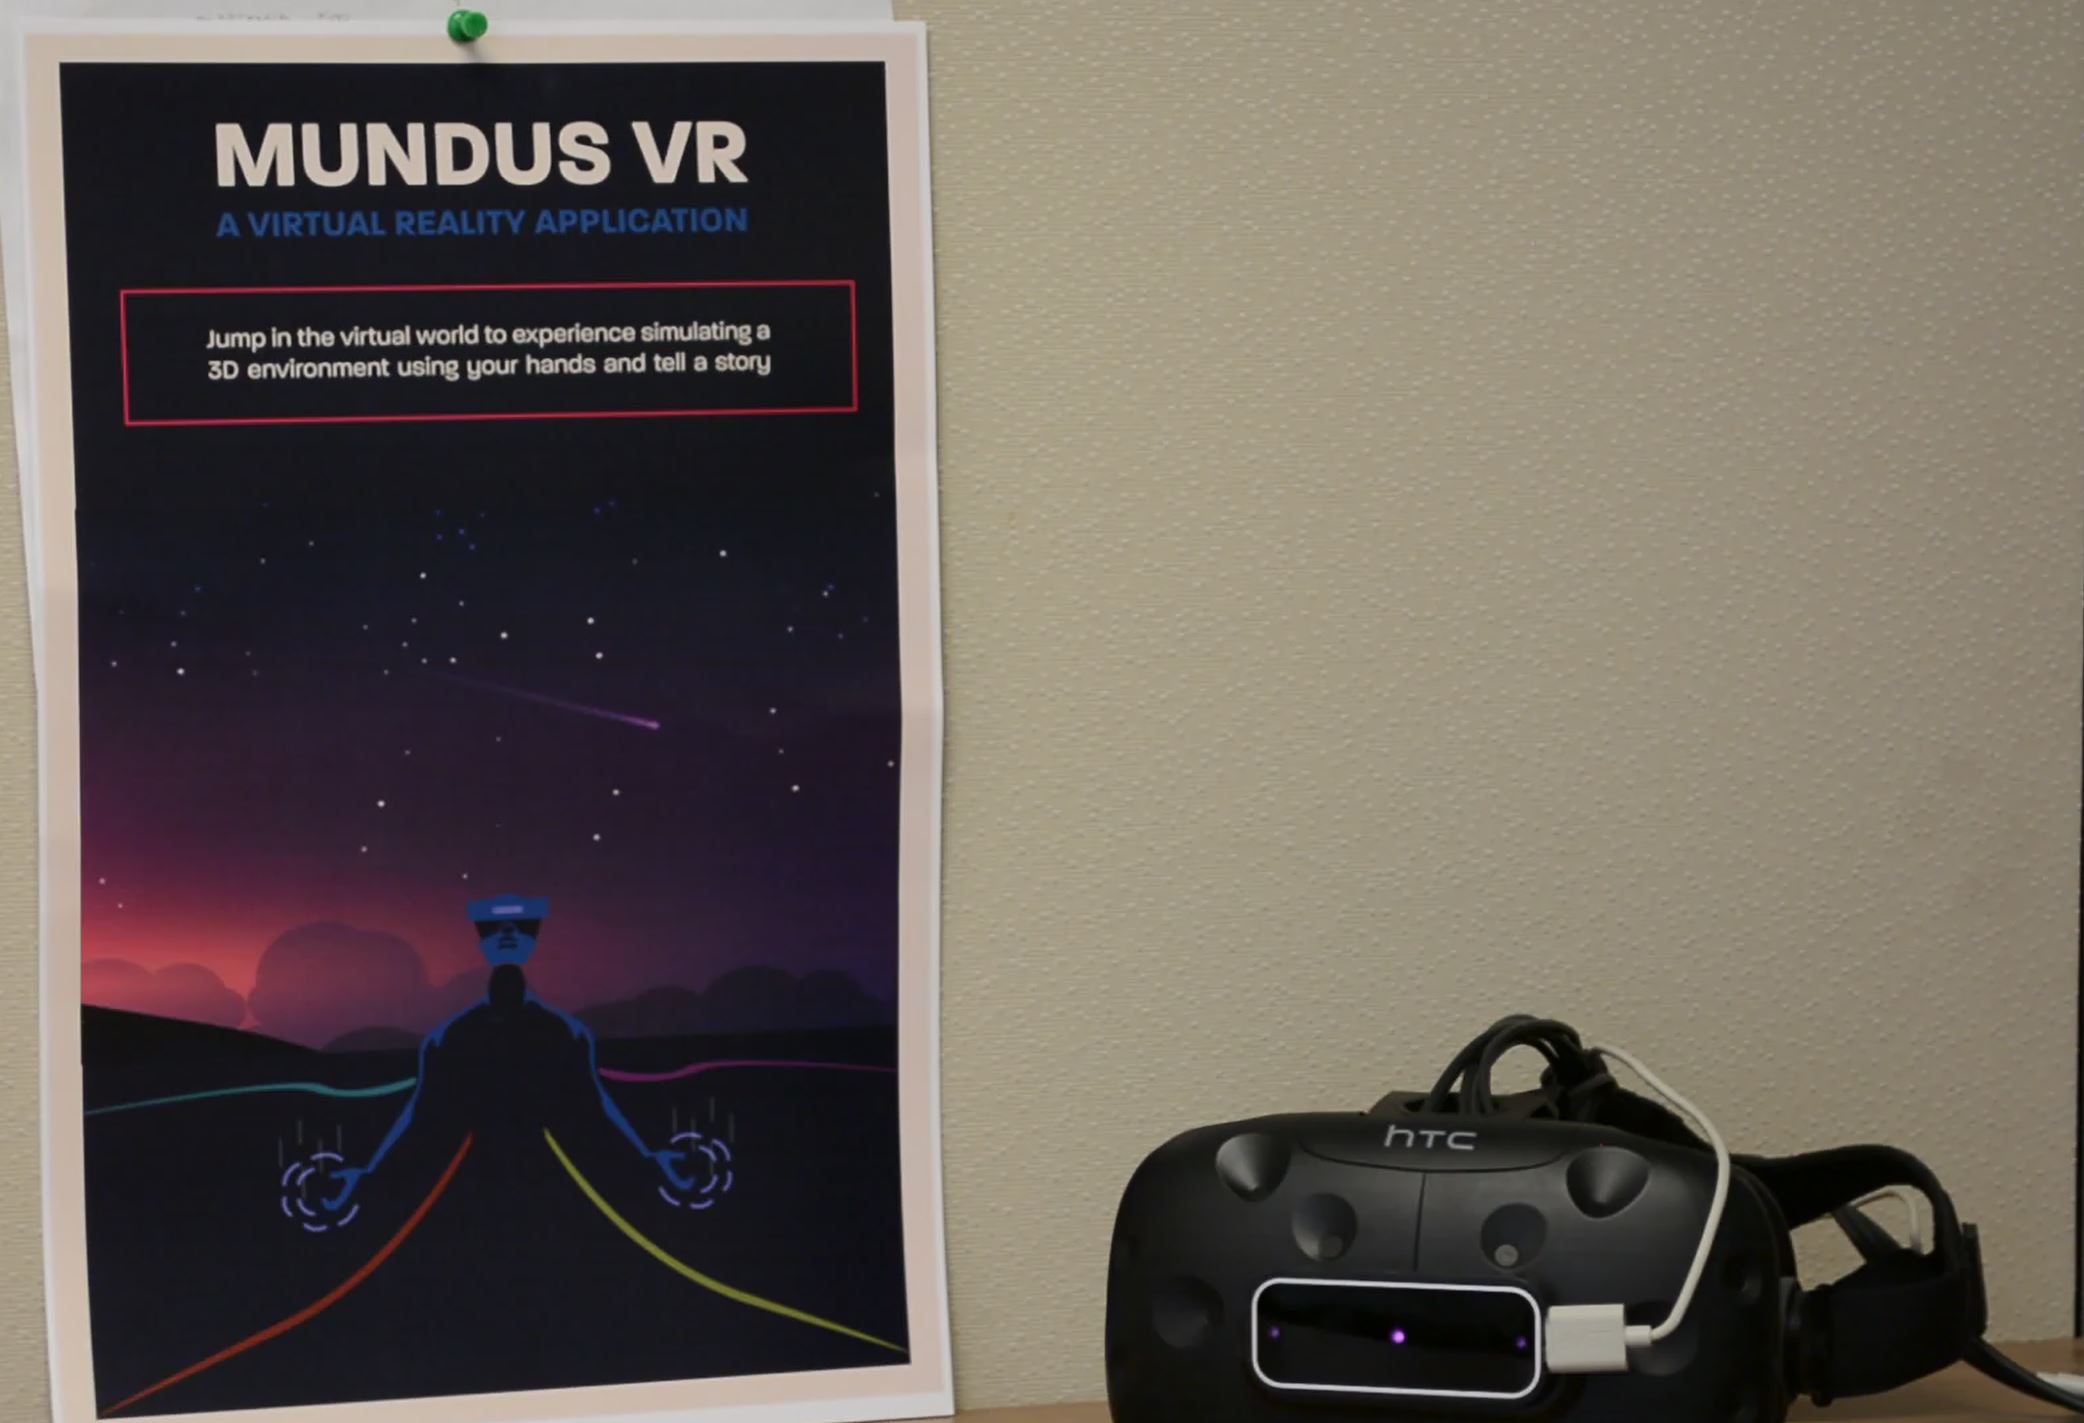 MUNDUS VR
A VIRTUAL REALITY APPLICATION
Jump in the virtual world to experience simulating a
3D environment using your hands and tell a story
hTC